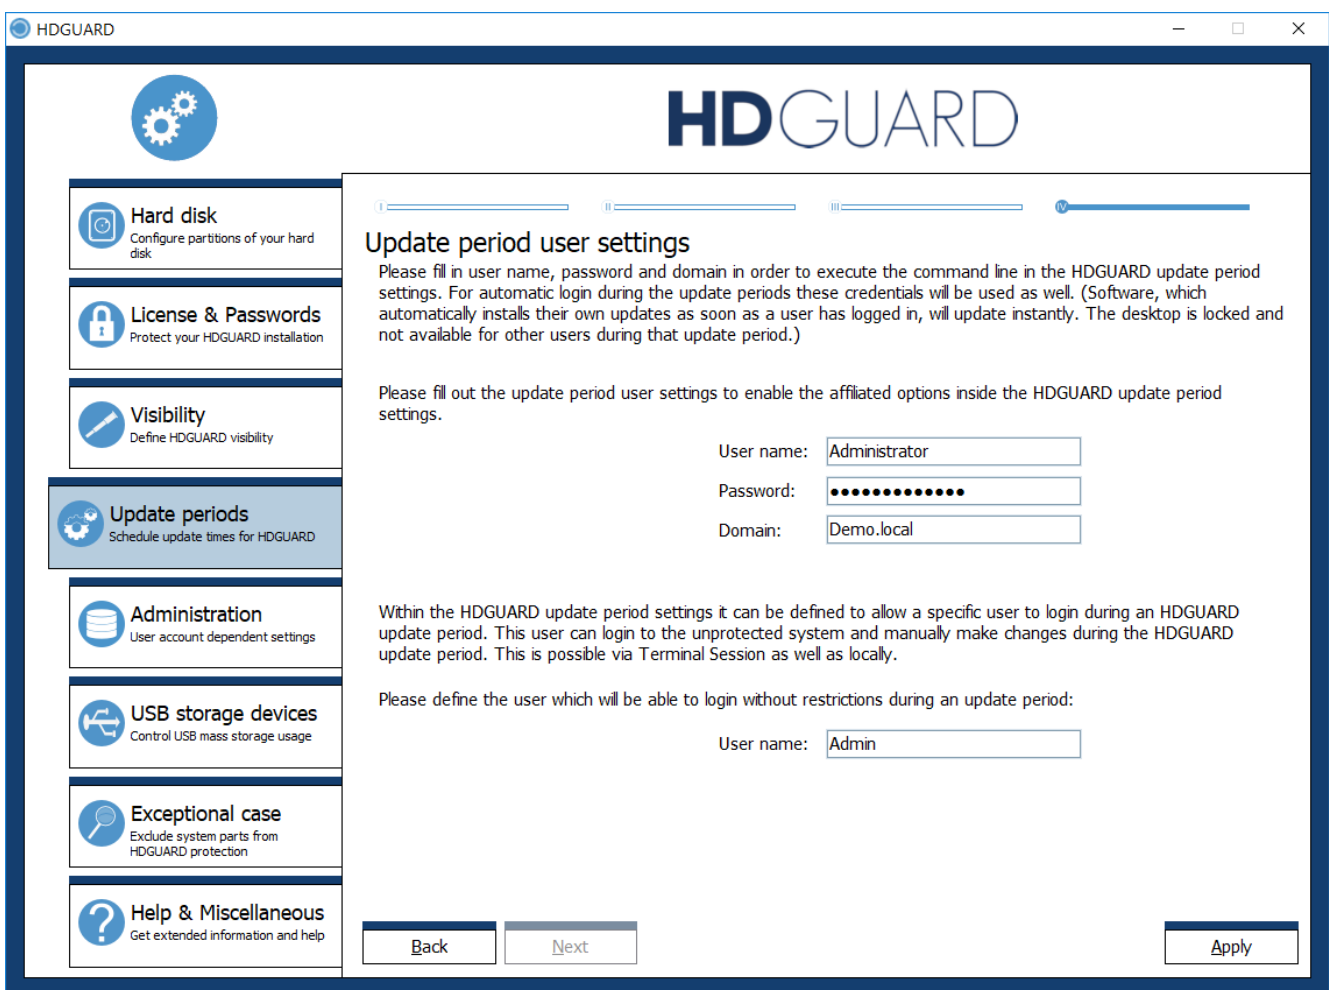 HDGUARD
HDGUARD
Hard disk
Configure partitions of your hard
disk
License & Passwords
Protect your HDGUARD installation
Visibility
Define HDGUARD visibility
Update periods
Schedule update times for HDGUARD
Administration
User account dependent settings
USB storage devices
Control USB mass storage usage
Exceptional case
Exclude system parts from
HDGUARD protection
Help & Miscellaneous
Get extended information and help
I II III IV
Update period user settings
Please fill in user name, password and domain in order to execute the command line in the HDGUARD update period
settings. For automatic login during the update periods these credentials will be used as well. (Software, which
automatically installs their own updates as soon as a user has logged in, will update instantly. The desktop is locked and
not available for other users during that update period.)
Please fill out the update period user settings to enable the affiliated options inside the HDGUARD update period
settings.
User name: Administrator
Password: ●●●●●●●●●●●●●
Domain: Demo.local
Within the HDGUARD update period settings it can be defined to allow a specific user to login during an HDGUARD
update period. This user can login to the unprotected system and manually make changes during the HDGUARD
update period. This is possible via Terminal Session as well as locally.
Please define the user which will be able to login without restrictions during an update period:
User name: Admin
Back Next Apply